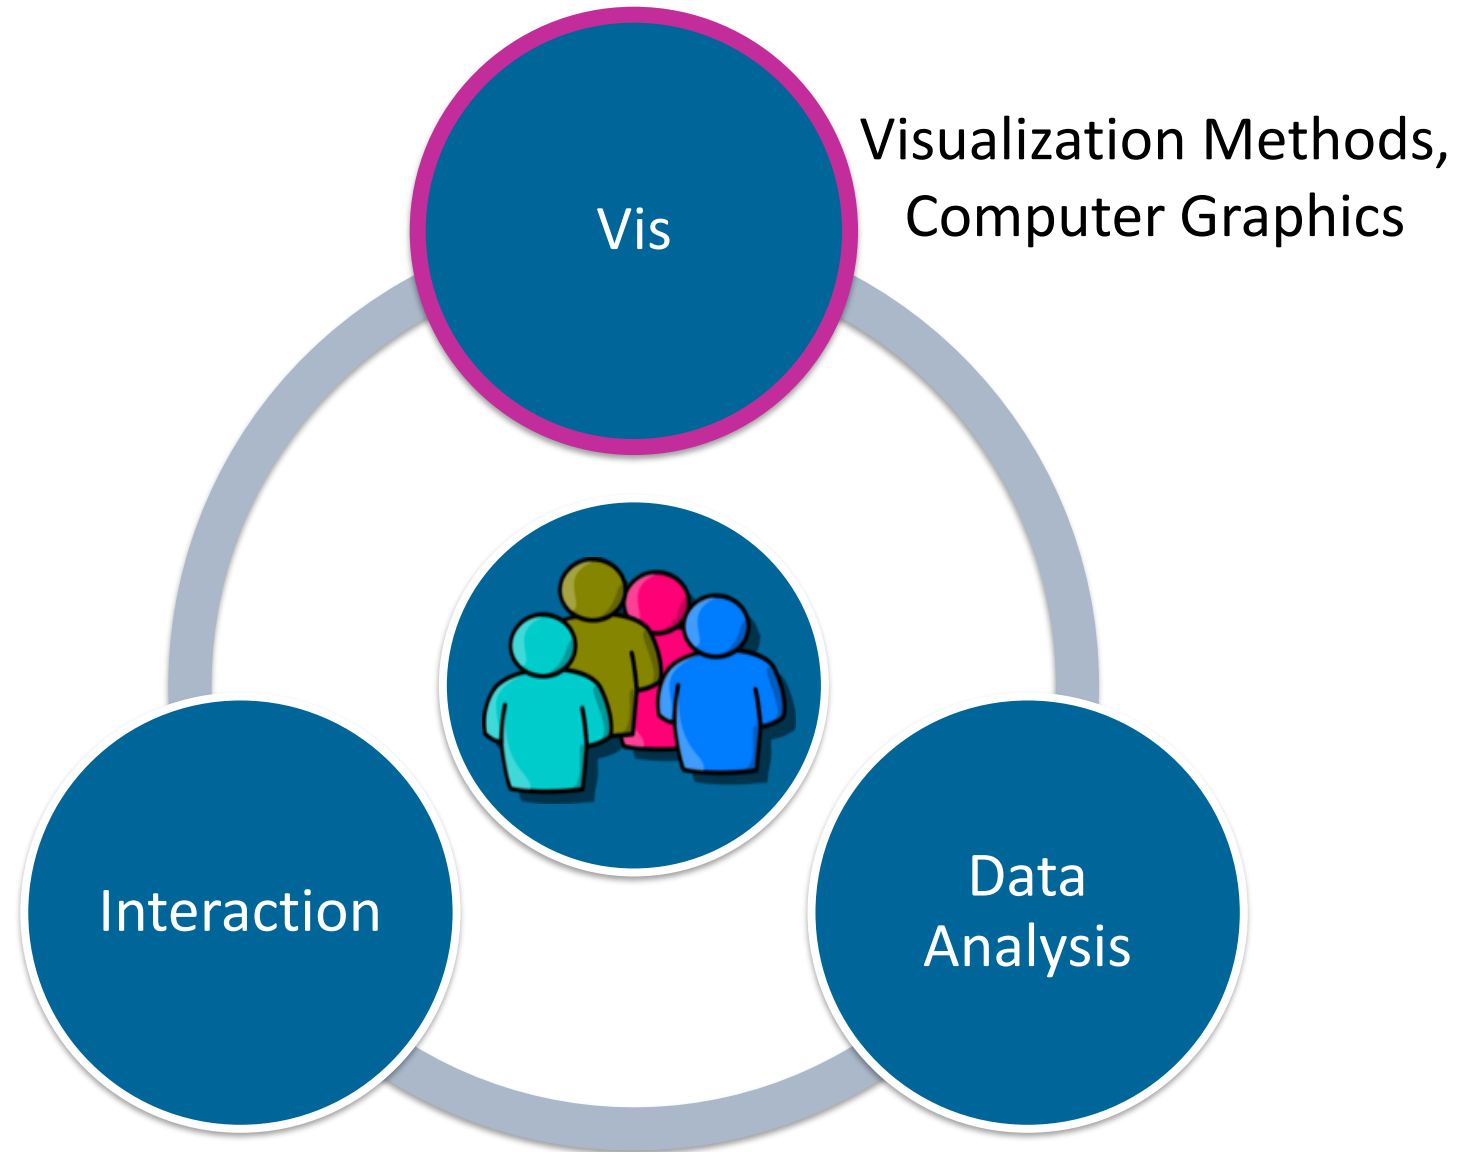 Vis
Visualization Methods,
Computer Graphics
Interaction
Data
Analysis